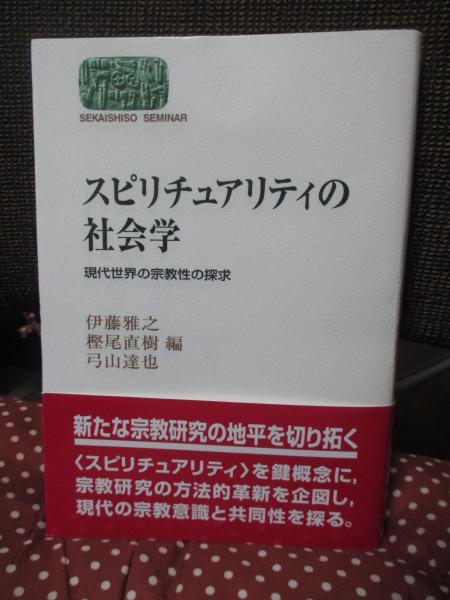 SEKAISHISO SEMINAR
スピリチュアリティの
社会学
現代世界の宗教性の探求
伊藤雅之
樫尾直樹 編
弓山達也
新たな宗教研究の地平を切り拓く
〈スピリチュアリティ〉を鍵概念に,
宗教研究の方法的革新を企図し,
現代の宗教意識と共同性を探る。